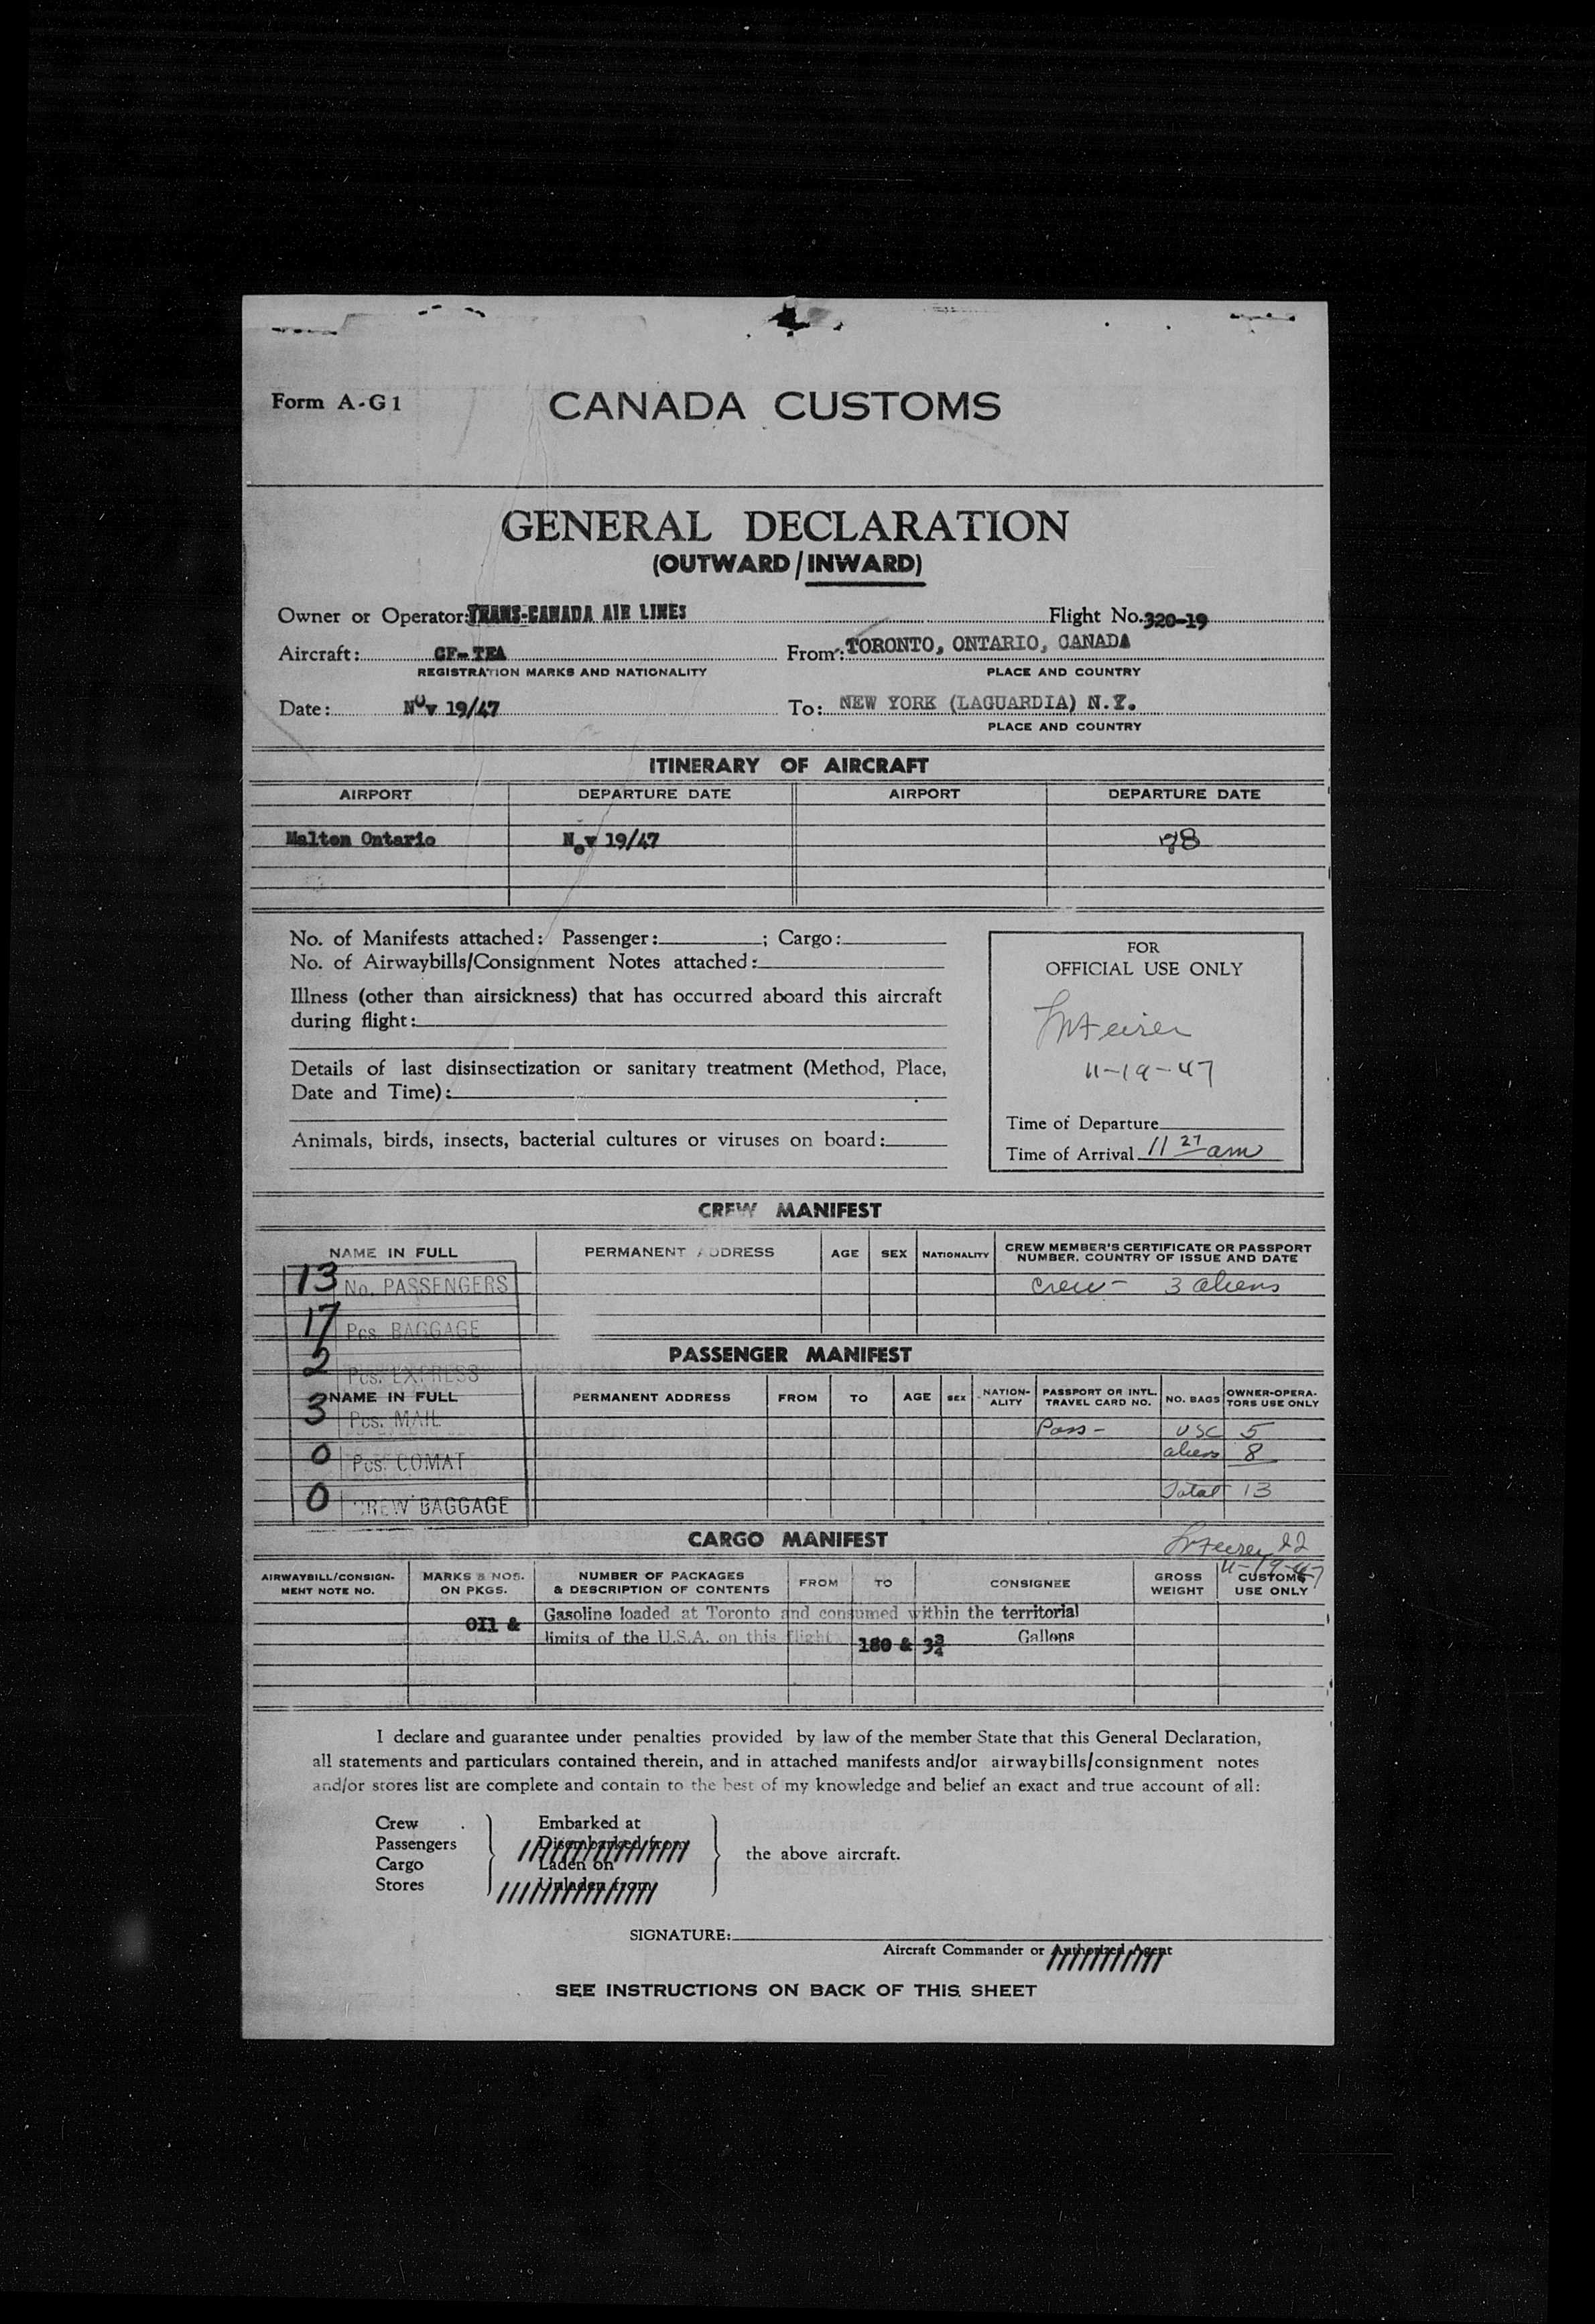 Form A-G1
CANADA CUSTOMS
GENERAL DECLARATION
(OUTWARD/INWARD)
Owner or Operator: TRANS-CANADA AIR LINES Flight No. 320-19
Aircraft: CF-TEA From: TORONTO, ONTARIO, CANADA
REGISTRATION MARKS AND NATIONALITY PLACE AND COUNTRY
Date: Nov 19/47 To: NEW YORK (LAGUARDIA) N.Y.
PLACE AND COUNTRY
ITINERARY OF AIRCRAFT
AIRPORT DEPARTURE DATE AIRPORT DEPARTURE DATE
Malton Ontario Nov 19/47
No. of Manifests attached: Passenger: ; Cargo:
No. of Airwaybills/Consignment Notes attached:
Illness (other than airsickness) that has occurred aboard this aircraft
during flight:
Details of last disinsectization or sanitary treatment (Method, Place,
Date and Time):
Animals, birds, insects, bacterial cultures or viruses on board:
FOR
OFFICIAL USE ONLY
11-19-47
Time of Departure
Time of Arrival 11 27 am
CREW MANIFEST
NAME IN FULL PERMANENT ADDRESS AGE SEX NATIONALITY CREW MEMBER'S CERTIFICATE OR PASSPORT
NUMBER, COUNTRY OF ISSUE AND DATE
13 No. PASSENGERS crew - 3 aliens
17 Pcs. BAGGAGE
PASSENGER MANIFEST
2 Pcs. EXPRESS
NAME IN FULL PERMANENT ADDRESS FROM TO AGE SEX NATION-
ALITY PASSPORT OR INTL.
TRAVEL CARD NO. NO. BAGS OWNER-OPERA-
TORS USE ONLY
3 Pcs. MAIL Pass - USC 5
0 Pcs. COMAT aliens 8
0 CREW BAGGAGE Total 13
CARGO MANIFEST
11-19-47
AIRWAYBILL/CONSIGN-
MEHT NOTE NO. MARKS & NOS.
ON PKGS. NUMBER OF PACKAGES
& DESCRIPTION OF CONTENTS FROM TO CONSIGNEE GROSS
WEIGHT CUSTOMS
USE ONLY
OIl & Gasoline loaded at Toronto and consumed within the territorial
limits of the U.S.A. on this flight 180 & 3¾ Gallons
I declare and guarantee under penalties provided by law of the member State that this General Declaration,
all statements and particulars contained therein, and in attached manifests and/or airwaybills/consignment notes
and/or stores list are complete and contain to the best of my knowledge and belief an exact and true account of all:
Crew Embarked at
Passengers Disembarked from
the above aircraft.
Cargo Laden on
Stores Unladen from
SIGNATURE:
Aircraft Commander or Authorized Agent
SEE INSTRUCTIONS ON BACK OF THIS SHEET